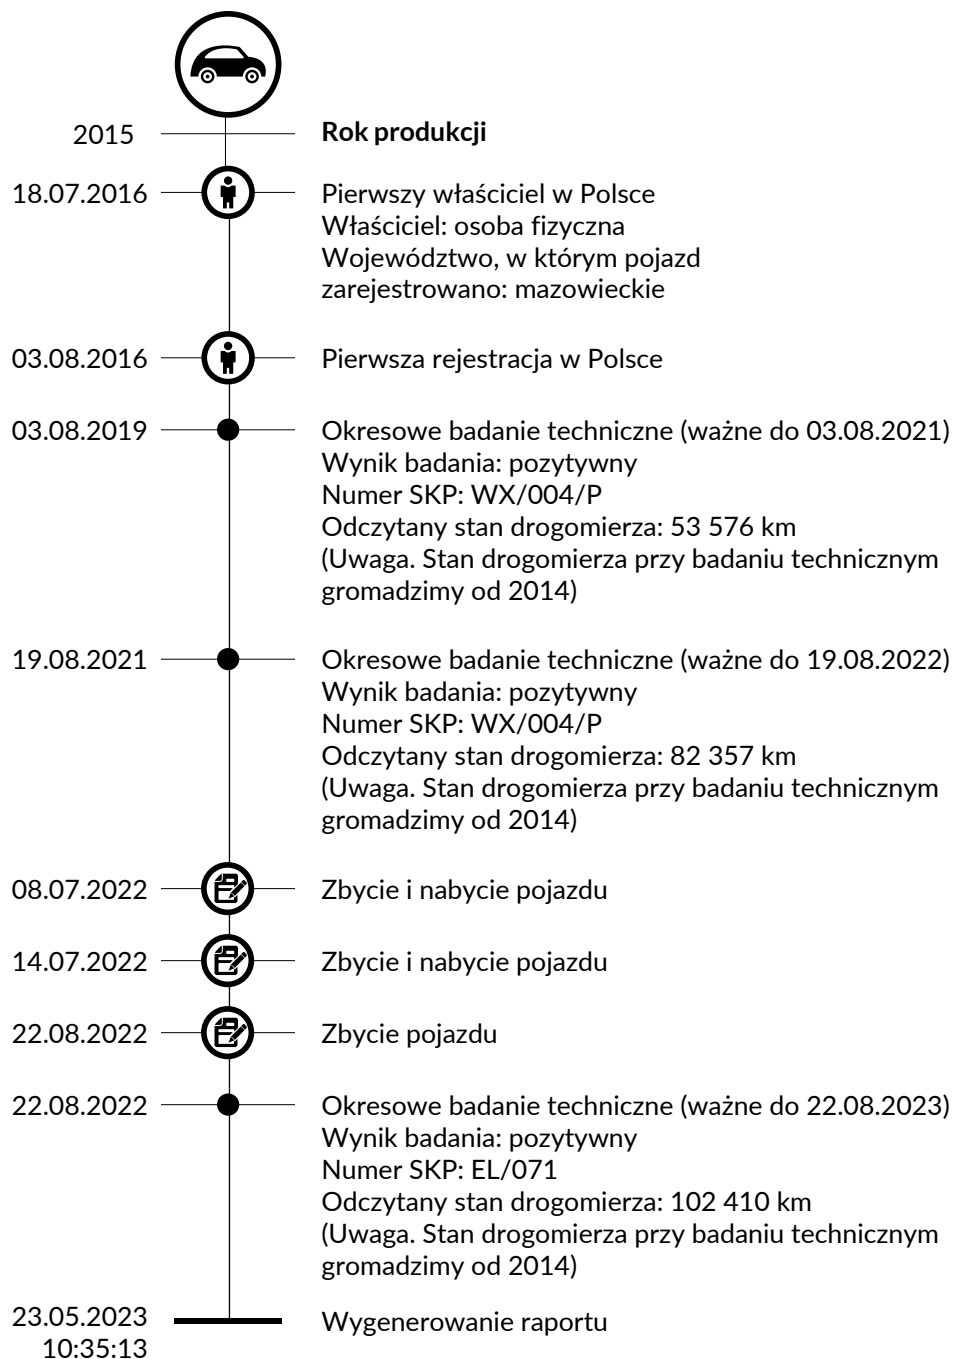 2015
Rok produkcji
18.07.2016
Pierwszy właściciel w Polsce
Właściciel: osoba fizyczna
Województwo, w którym pojazd
zarejestrowano: mazowieckie
03.08.2016
Pierwsza rejestracja w Polsce
03.08.2019
Okresowe badanie techniczne (ważne do 03.08.2021)
Wynik badania: pozytywny
Numer SKP: WX/004/P
Odczytany stan drogomierza: 53 576 km
(Uwaga. Stan drogomierza przy badaniu technicznym
gromadzimy od 2014)
19.08.2021
Okresowe badanie techniczne (ważne do 19.08.2022)
Wynik badania: pozytywny
Numer SKP: WX/004/P
Odczytany stan drogomierza: 82 357 km
(Uwaga. Stan drogomierza przy badaniu technicznym
gromadzimy od 2014)
08.07.2022
Zbycie i nabycie pojazdu
14.07.2022
Zbycie i nabycie pojazdu
22.08.2022
Zbycie pojazdu
22.08.2022
Okresowe badanie techniczne (ważne do 22.08.2023)
Wynik badania: pozytywny
Numer SKP: EL/071
Odczytany stan drogomierza: 102 410 km
(Uwaga. Stan drogomierza przy badaniu technicznym
gromadzimy od 2014)
23.05.2023
10:35:13
Wygenerowanie raportu